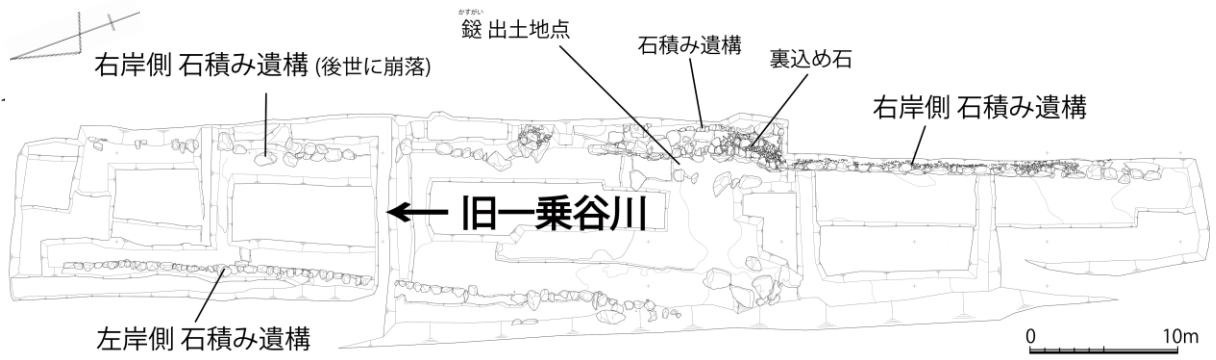 かすがい
鎹 出土地点
石積み遺構
裏込め石
右岸側 石積み遺構 (後世に崩落)
右岸側 石積み遺構
← 旧一乗谷川
左岸側 石積み遺構
0 10m